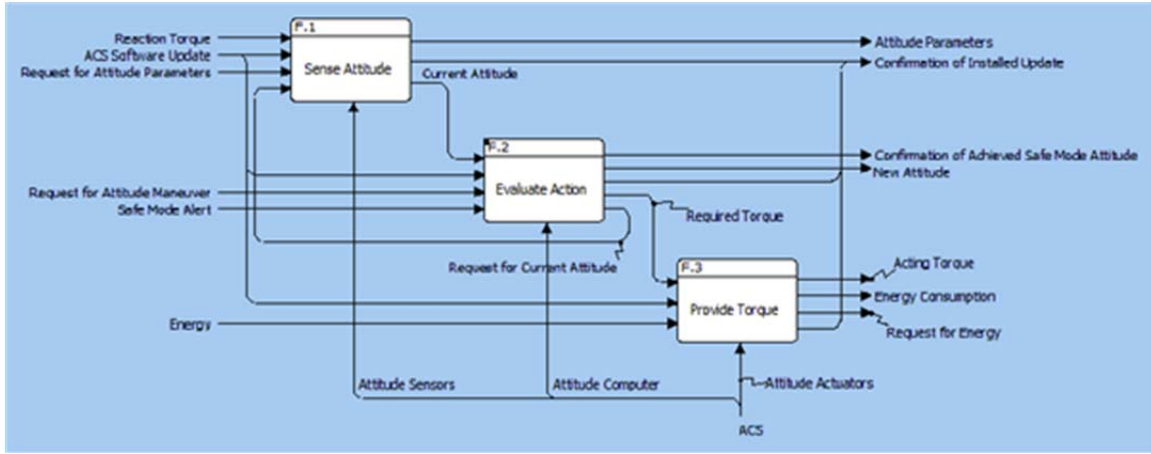 F.1
Reaction Torque
Attitude Parameters
ACS Software Update
Confirmation of Installed Update
Sense Attitude
Request for Attitude Parameters
Current Attitude
F.2
Confirmation of Achieved Safe Mode Attitude
New Attitude
Evaluate Action
Request for Attitude Maneuver
Safe Mode Alert
Required Torque
Request for Current Attitude
F.3
Acting Torque
Energy Consumption
Provide Torque
Energy
Request for Energy
Attitude Sensors
Attitude Computer
Attitude Actuators
ACS